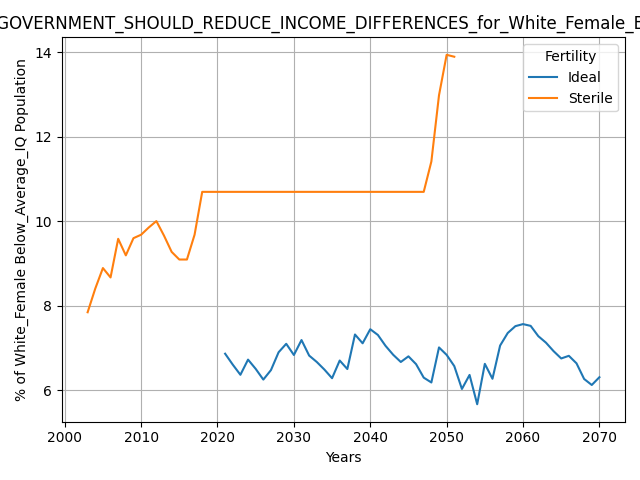 GOVERNMENT_SHOULD_REDUCE_INCOME_DIFFERENCES_for_White_Female_B
Fertility
Ideal
Sterile
14
12
10
8
6
% of White_Female Below_Average_IQ Population
2000 2010 2020 2030 2040 2050 2060 2070
Years